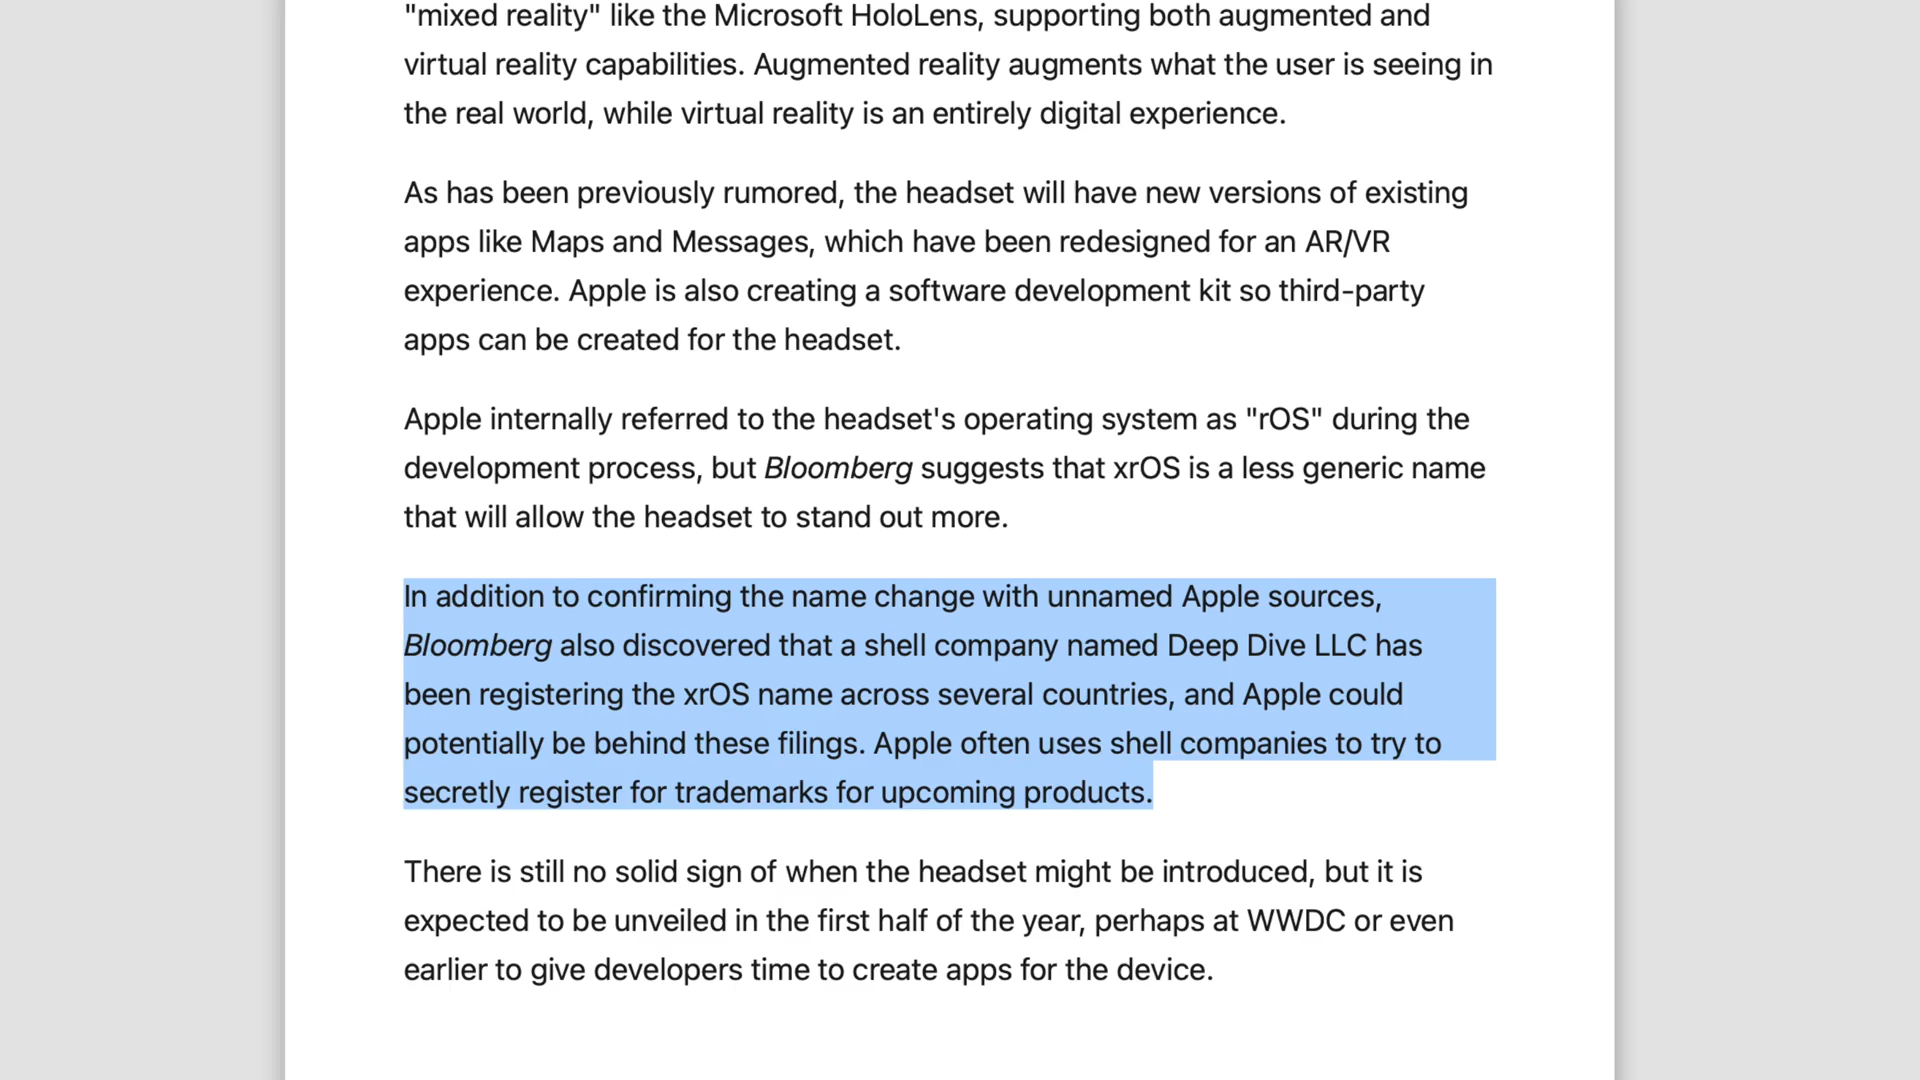 "mixed reality" like the Microsoft HoloLens, supporting both augmented and
virtual reality capabilities. Augmented reality augments what the user is seeing in
the real world, while virtual reality is an entirely digital experience.
As has been previously rumored, the headset will have new versions of existing
apps like Maps and Messages, which have been redesigned for an AR/VR
experience. Apple is also creating a software development kit so third-party
apps can be created for the headset.
Apple internally referred to the headset's operating system as "rOS" during the
development process, but Bloomberg suggests that xrOS is a less generic name
that will allow the headset to stand out more.
In addition to confirming the name change with unnamed Apple sources,
Bloomberg also discovered that a shell company named Deep Dive LLC has
been registering the xrOS name across several countries, and Apple could
potentially be behind these filings. Apple often uses shell companies to try to
secretly register for trademarks for upcoming products.
There is still no solid sign of when the headset might be introduced, but it is
expected to be unveiled in the first half of the year, perhaps at WWDC or even
earlier to give developers time to create apps for the device.